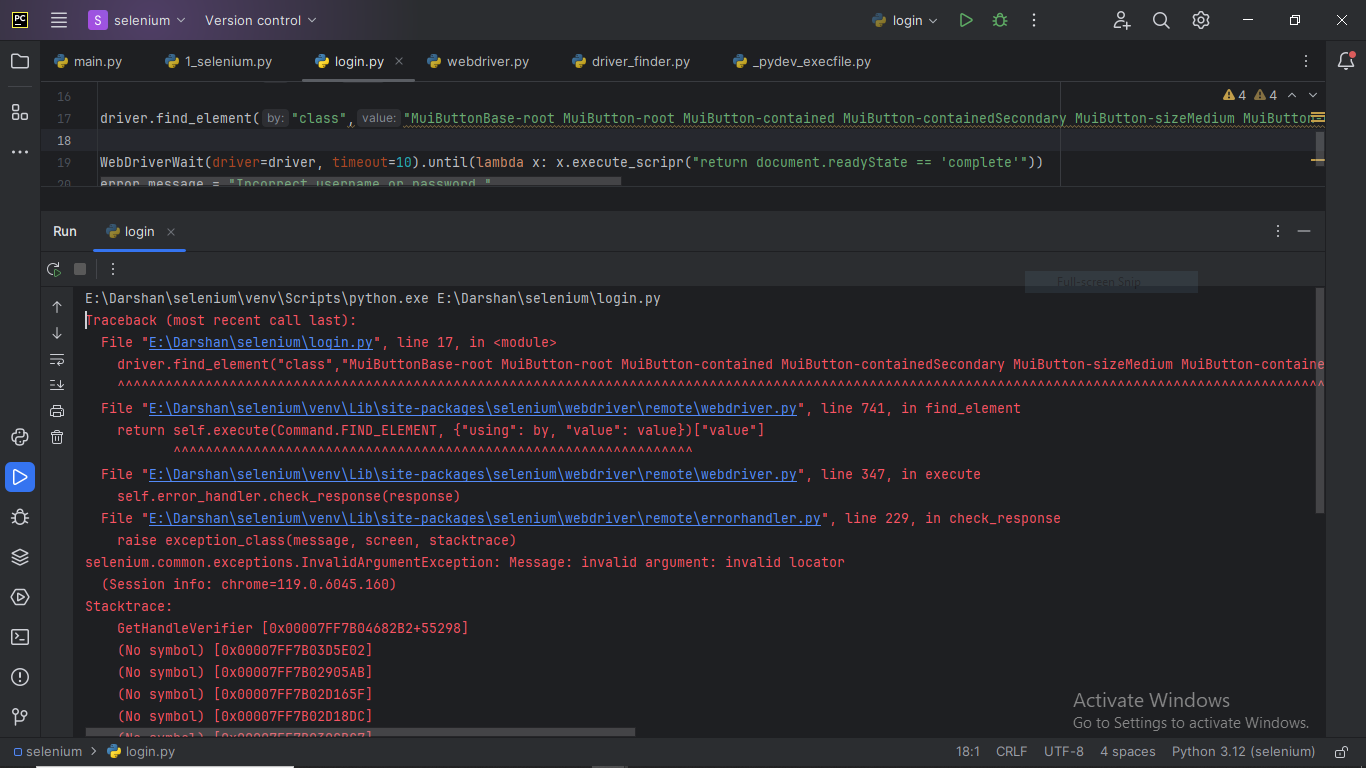 PC
S selenium Version control login
main.py 1_selenium.py login.py webdriver.py driver_finder.py _pydev_execfile.py
16 4 4
17 driver.find_element( by: "class", value: "MuiButtonBase-root MuiButton-root MuiButton-contained MuiButton-containedSecondary MuiButton-sizeMedium MuiButton
18
19 WebDriverWait(driver=driver, timeout=10).until(lambda x: x.execute_scripr("return document.readyState == 'complete'"))
20 error_message = "Incorrect username or password."
Run login
Full-screen Snip
E:\Darshan\selenium\venv\Scripts\python.exe E:\Darshan\selenium\login.py
Traceback (most recent call last):
File "E:\Darshan\selenium\login.py", line 17, in <module>
driver.find_element("class","MuiButtonBase-root MuiButton-root MuiButton-contained MuiButton-containedSecondary MuiButton-sizeMedium MuiButton-containe
File "E:\Darshan\selenium\venv\Lib\site-packages\selenium\webdriver\remote\webdriver.py", line 741, in find_element
return self.execute(Command.FIND_ELEMENT, {"using": by, "value": value})["value"]
File "E:\Darshan\selenium\venv\Lib\site-packages\selenium\webdriver\remote\webdriver.py", line 347, in execute
self.error_handler.check_response(response)
File "E:\Darshan\selenium\venv\Lib\site-packages\selenium\webdriver\remote\errorhandler.py", line 229, in check_response
raise exception_class(message, screen, stacktrace)
selenium.common.exceptions.InvalidArgumentException: Message: invalid argument: invalid locator
(Session info: chrome=119.0.6045.160)
Stacktrace:
GetHandleVerifier [0x00007FF7B04682B2+55298]
(No symbol) [0x00007FF7B03D5E02]
(No symbol) [0x00007FF7B02905AB]
(No symbol) [0x00007FF7B02D165F]
(No symbol) [0x00007FF7B02D18DC]
Activate Windows
Go to Settings to activate Windows.
selenium > login.py 18:1 CRLF UTF-8 4 spaces Python 3.12 (selenium)